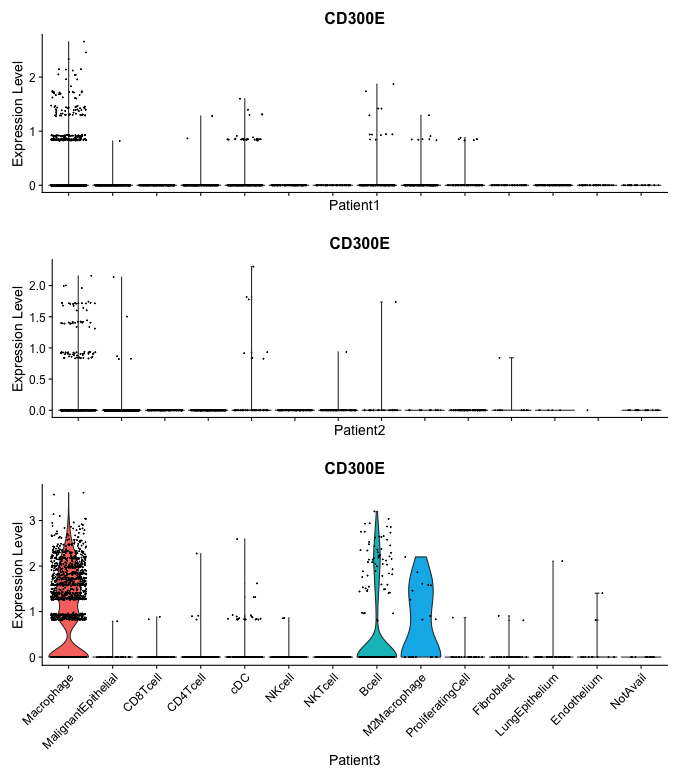 CD300E
Expression Level
2
1
0
Patient1
CD300E
Expression Level
2.0
1.5
1.0
0.5
0.0
Patient2
CD300E
Expression Level
3
2
1
0
Macrophage
MalignantEpithelial
CD8Tcell
CD4Tcell
cDC
NKcell
NKTcell
Bcell
M2Macrophage
ProliferatingCell
Fibroblast
LungEpithelium
Endothelium
NotAvail
Patient3